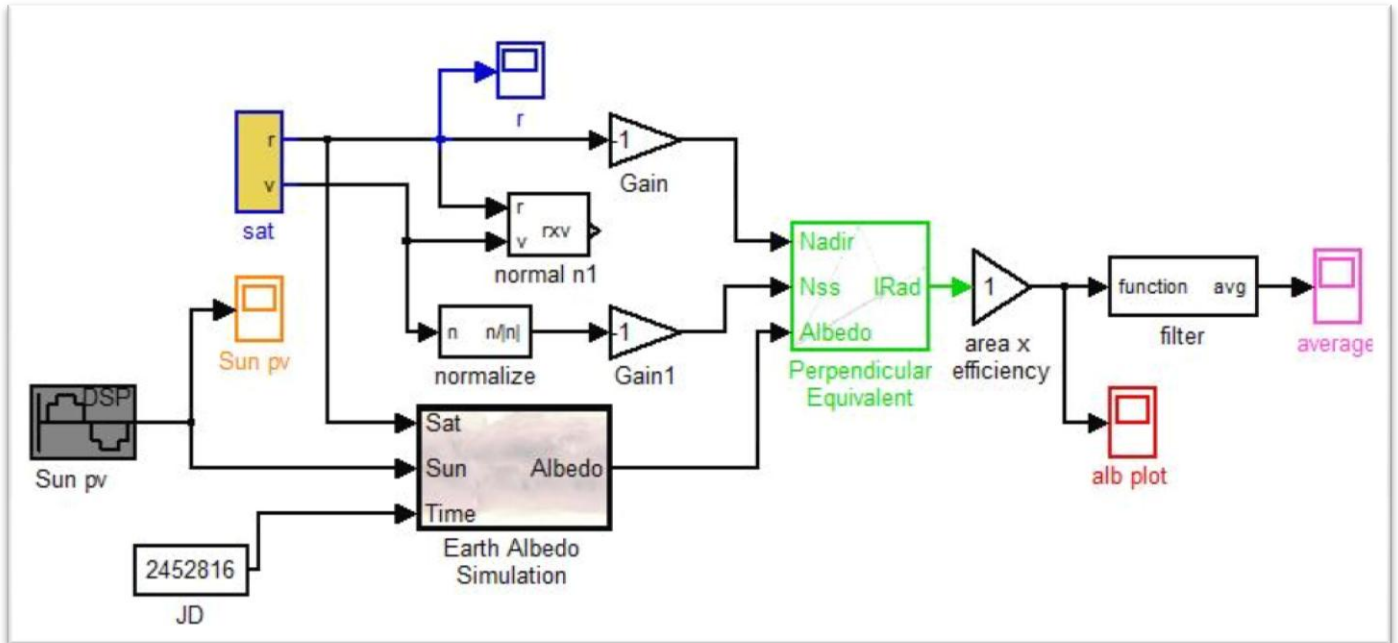 r
r
v
sat
-1
Gain
r
v
rxv
normal n1
Sun pv
n
n/|n|
normalize
-1
Gain1
Nadir
Nss
IRad
Albedo
Perpendicular
Equivalent
1
area x
efficiency
function
avg
filter
average
alb plot
DSP
Sun pv
Sat
Sun
Albedo
Time
Earth Albedo
Simulation
2452816
JD